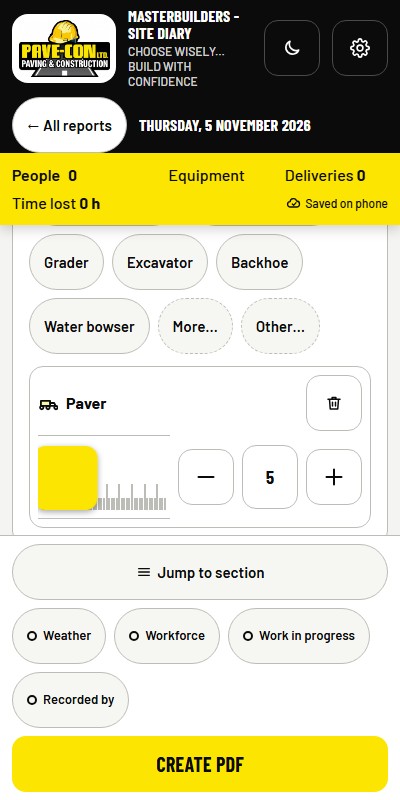 PAVE-CON LTD.
PAVING & CONSTRUCTION
MASTERBUILDERS -
SITE DIARY
CHOOSE WISELY...
BUILD WITH
CONFIDENCE
← All reports
THURSDAY, 5 NOVEMBER 2026
People 0
Equipment
Deliveries 0
Time lost 0 h
Saved on phone
Grader
Excavator
Backhoe
Water bowser
More...
Other...
Paver
5
Jump to section
Weather
Workforce
Work in progress
Recorded by
CREATE PDF